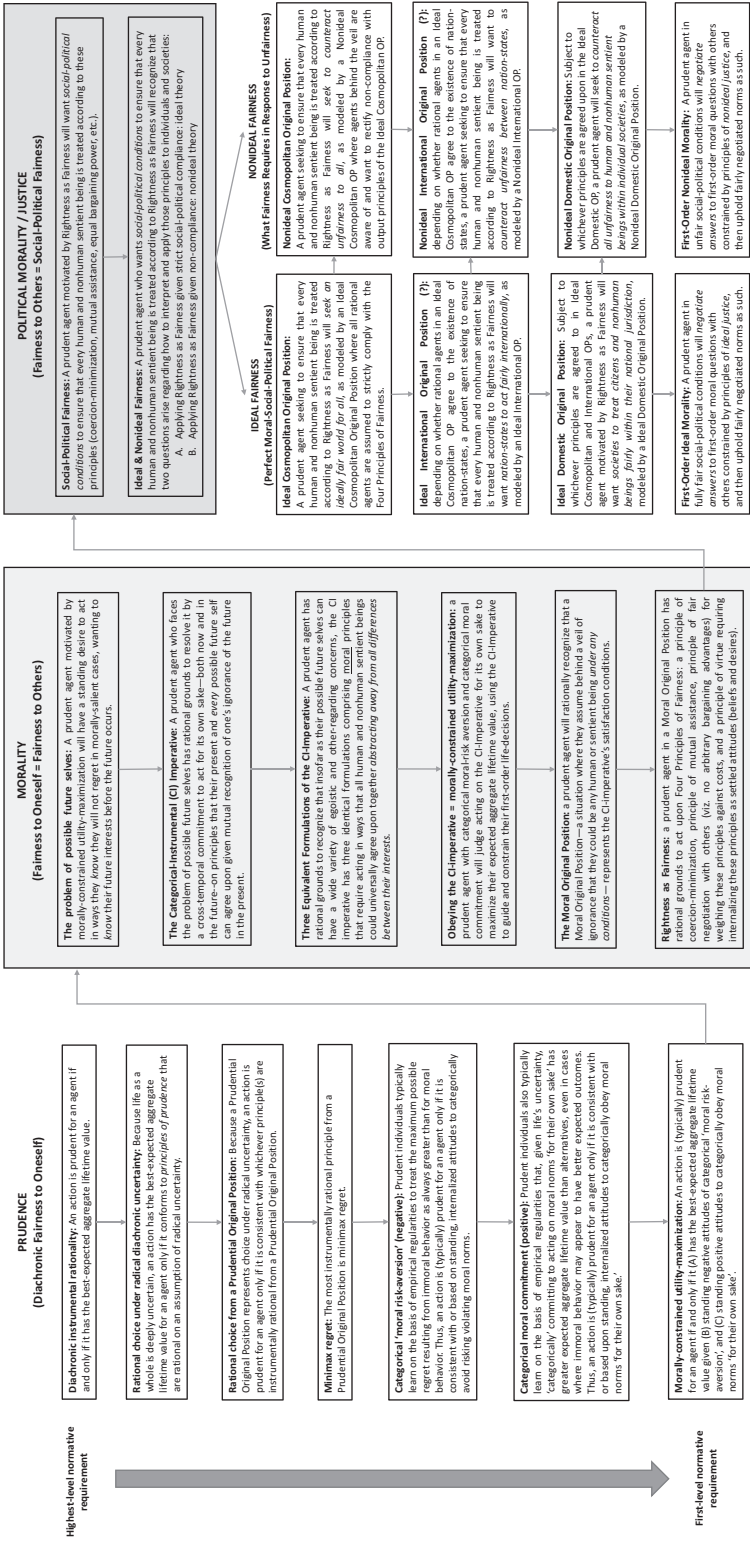 Highest-level normative
requirement
First-level normative
requirement
PRUDENCE
(Diachronic Fairness to Oneself)
Diachronic instrumental rationality: An action is prudent for an agent if
and only if it has the best-expected aggregate lifetime value.
Rational choice under radical diachronic uncertainty: Because life as a
whole is deeply uncertain, an action has the best-expected aggregate
lifetime value for an agent only if it conforms to principles of prudence that
are rational on an assumption of radical uncertainty.
Rational choice from a Prudential Original Position: Because a Prudential
Original Position represents choice under radical uncertainty, an action is
prudent for an agent only if it is consistent with whichever principle(s) are
instrumentally rational from a Prudential Original Position.
Minimax regret: The most instrumentally rational principle from a
Prudential Original Position is minimax regret.
Categorical 'moral risk-aversion' (negative): Prudent individuals typically
learn on the basis of empirical regularities to treat the maximum possible
regret resulting from immoral behavior as always greater than for moral
behavior. Thus, an action is (typically) prudent for an agent only if it is
consistent with or based on standing, internalized attitudes to categorically
avoid risking violating moral norms.
Categorical moral commitment (positive): Prudent individuals also typically
learn on the basis of empirical regularities that, given life's uncertainty,
'categorically' committing to acting on moral norms 'for their own sake' has
greater expected aggregate lifetime value than alternatives, even in cases
where immoral behavior may appear to have better expected outcomes.
Thus, an action is (typically) prudent for an agent only if it is consistent with
or based upon standing, internalized attitudes to categorically obey moral
norms 'for their own sake.'
Morally-constrained utility-maximization: An action is (typically) prudent
for an agent if and only if it (A) has the best-expected aggregate lifetime
value given (B) standing negative attitudes of categorical 'moral risk-
aversion', and (C) standing positive attitudes to categorically obey moral
norms 'for their own sake'.
MORALITY
(Fairness to Oneself = Fairness to Others)
The problem of possible future selves: A prudent agent motivated by
morally-constrained utility-maximization will have a standing desire to act
in ways they know they will not regret in morally-salient cases, wanting to
know their future interests before the future occurs.
The Categorical-Instrumental (CI) Imperative: A prudent agent who faces
the problem of possible future selves has rational grounds to resolve it by
a cross-temporal commitment to act for its own sake—both now and in
the future—on principles that their present and every possible future self
can agree upon given mutual recognition of one's ignorance of the future
in the present.
Three Equivalent Formulations of the CI-Imperative: A prudent agent has
rational grounds to recognize that insofar as their possible future selves can
have a wide variety of egoistic and other-regarding concerns, the CI
imperative has three identical formulations comprising moral principles
that require acting in ways that all human and nonhuman sentient beings
could universally agree upon together abstracting away from all differences
between their interests.
Obeying the CI-Imperative = morally-constrained utility-maximization: a
prudent agent with categorical moral-risk aversion and categorical moral
commitment will judge acting on the CI-Imperative for its own sake to
maximize their expected aggregate lifetime value, using the CI-imperative
to guide and constrain their first-order life-decisions.
The Moral Original Position: a prudent agent will rationally recognize that a
Moral Original Position—a situation where they assume behind a veil of
ignorance that they could be any human or sentient being under any
conditions—represents the CI-Imperative's satisfaction conditions.
Rightness as Fairness: a prudent agent in a Moral Original Position has
rational grounds to act upon Four Principles of Fairness: a principle of
coercion-minimization, principle of mutual assistance, principle of fair
negotiation with others (viz. no arbitrary bargaining advantages) for
weighing these principles against costs, and a principle of virtue requiring
internalizing these principles as settled attitudes (beliefs and desires).
POLITICAL MORALITY / JUSTICE
(Fairness to Others = Social-Political Fairness)
Social-Political Fairness: A prudent agent motivated by Rightness as Fairness will want social-political
conditions to ensure that every human and nonhuman sentient being is treated according to these
principles (coercion-minimization, mutual assistance, equal bargaining power, etc.).
Ideal & Nonideal Fairness: A prudent agent who wants social-political conditions to ensure that every
human and nonhuman sentient being is treated according to Rightness as Fairness will recognize that
two questions arise regarding how to interpret and apply those principles to individuals and societies:
A. Applying Rightness as Fairness given strict social-political compliance: ideal theory
B. Applying Rightness as Fairness given non-compliance: nonideal theory
IDEAL FAIRNESS
(Perfect Moral-Social-Political Fairness)
Ideal Cosmopolitan Original Position:
A prudent agent seeking to ensure that every
human and nonhuman sentient being is treated
according to Rightness as Fairness will seek an
ideally fair world for all, as modeled by an Ideal
Cosmopolitan Original Position where all rational
agents are assumed to strictly comply with the
Four Principles of Fairness.
Ideal International Original Position (?):
depending on whether rational agents in an Ideal
Cosmopolitan OP agree to the existence of
nation-states, a prudent agent seeking to ensure
that every human and nonhuman sentient being
is treated according to Rightness as Fairness will
want nation-states to act fairly internationally, as
modeled by an Ideal International OP.
Ideal Domestic Original Position: Subject to
whichever principles are agreed to in Ideal
Cosmopolitan and International OPs, a prudent
agent motivated by Rightness as Fairness will
want societies to treat citizens and nonhuman
beings fairly within their national jurisdiction,
modeled by a Ideal Domestic Original Position.
First-Order Ideal Morality: A prudent agent in
fully fair social-political conditions will negotiate
answers to first-order moral questions with
others constrained by principles of ideal justice,
and then uphold fairly negotiated norms as such.
NONIDEAL FAIRNESS
(What Fairness Requires in Response to Unfairness)
Nonideal Cosmopolitan Original Position:
A prudent agent seeking to ensure that every human
and nonhuman sentient being is treated according to
Rightness as Fairness will seek to counteract
unfairness to all, as modeled by a Nonideal
Cosmopolitan OP where agents behind the veil are
aware of and want to rectify non-compliance with
output principles of the Ideal Cosmopolitan OP.
Nonideal International Original Position (?):
depending on whether rational agents in an Ideal
Cosmopolitan OP agree to the existence of nation-
states, a prudent agent seeking to ensure that every
human and nonhuman sentient being is treated
according to Rightness as Fairness will want to
counteract unfairness between nation-states, as
modeled by a Nonideal International OP.
Nonideal Domestic Original Position: Subject to
whichever principles are agreed upon in the Ideal
Domestic OP, a prudent agent will seek to counteract
all unfairness to human and nonhuman sentient
beings within individual societies, as modeled by a
Nonideal Domestic Original Position.
First-Order Nonideal Morality: A prudent agent in
unfair social-political conditions will negotiate
answers to first-order moral questions with others
constrained by principles of nonideal justice, and
then uphold fairly negotiated norms as such.